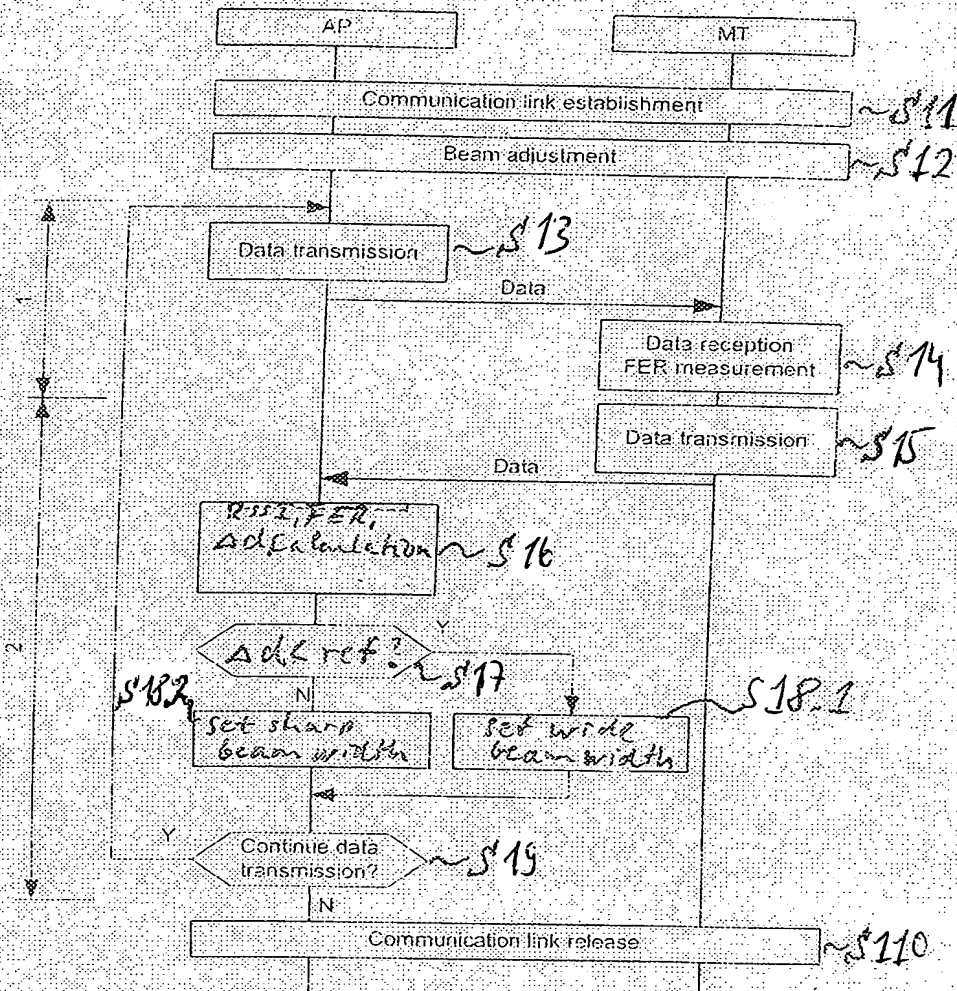 AP
MT
Communication link establishment
S11
Beam adjustment
S12
1
Data transmission
S13
Data
Data reception
FER measurement
S14
Data transmission
S15
Data
RSSI, FER,
Δd Calculation
S16
2
Y
Δd < ref?
S17
N
S18.2
set sharp
beam width
set wide
beam width
S18.1
Y
Continue data
transmission?
S19
N
Communication link release
S110